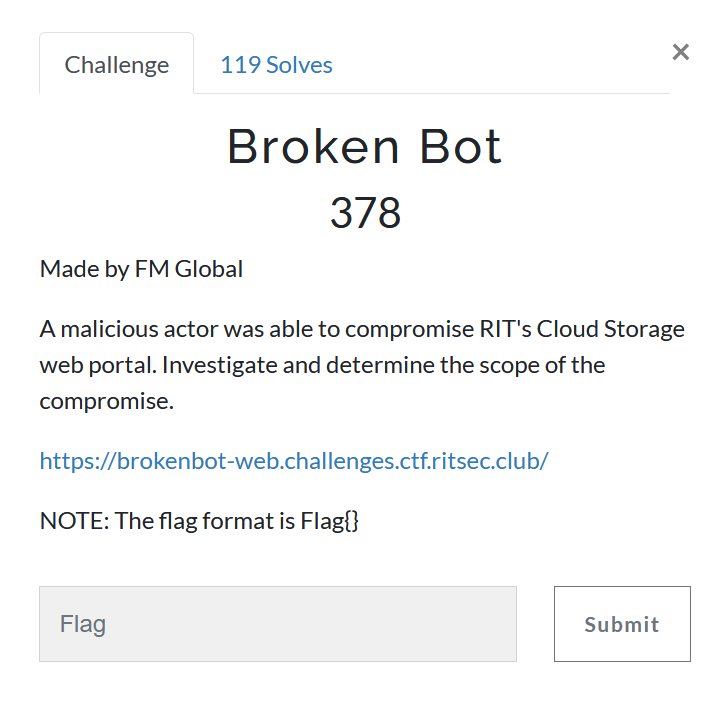 Challenge
119 Solves
×
Broken Bot
378
Made by FM Global
A malicious actor was able to compromise RIT's Cloud Storage
web portal. Investigate and determine the scope of the
compromise.
https://brokenbot-web.challenges.ctf.ritsec.club/
NOTE: The flag format is Flag{}
Flag
Submit